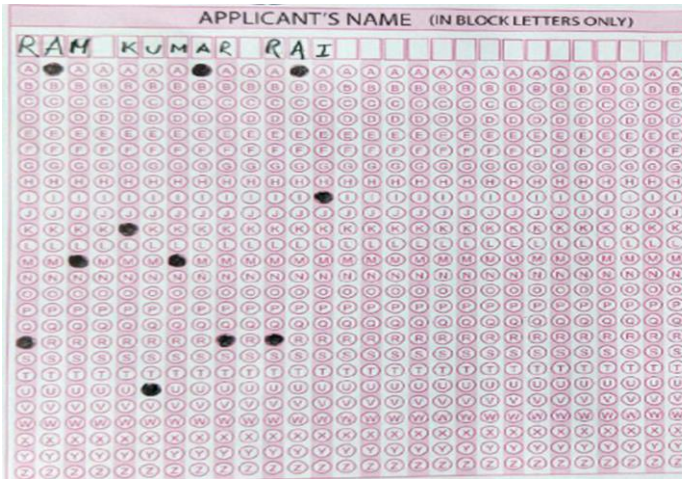 APPLICANT'S NAME (IN BLOCK LETTERS ONLY)
RAM KUMAR RAI
A A A A A A A A A A A A A A A A A A A A A A A A A
B B B B B B B B B B B B B B B B B B B B B B B B B B B B
C C C C C C C C C C C C C C C C C C C C C C C C C C C C
D D D D D D D D D D D D D D D D D D D D D D D D D D D D
E E E E E E E E E E E E E E E E E E E E E E E E E E E E
F F F F F F F F F F F F F F F F F F F F F F F F F F F F
G G G G G G G G G G G G G G G G G G G G G G G G G G G G
H H H H H H H H H H H H H H H H H H H H H H H H H H H H
I I I I I I I I I I I I I I I I I I I I I I I I I I I
J J J J J J J J J J J J J J J J J J J J J J J J J J J J
K K K K K K K K K K K K K K K K K K K K K K K K K K K
L L L L L L L L L L L L L L L L L L L L L L L L L L L L
M M M M M M M M M M M M M M M M M M M M M M M M M M
N N N N N N N N N N N N N N N N N N N N N N N N N N N N
O O O O O O O O O O O O O O O O O O O O O O O O O O O O
P P P P P P P P P P P P P P P P P P P P P P P P P P P P
Q Q Q Q Q Q Q Q Q Q Q Q Q Q Q Q Q Q Q Q Q Q Q Q Q Q Q Q
R R R R R R R R R R R R R R R R R R R R R R R R R
S S S S S S S S S S S S S S S S S S S S S S S S S S S S
T T T T T T T T T T T T T T T T T T T T T T T T T T T T
U U U U U U U U U U U U U U U U U U U U U U U U U U U
V V V V V V V V V V V V V V V V V V V V V V V V V V V V
W W W W W W W W W W W W W W W W W W W W W W W W W W W W
X X X X X X X X X X X X X X X X X X X X X X X X X X X X
Y Y Y Y Y Y Y Y Y Y Y Y Y Y Y Y Y Y Y Y Y Y Y Y Y Y Y Y
Z Z Z Z Z Z Z Z Z Z Z Z Z Z Z Z Z Z Z Z Z Z Z Z Z Z Z Z